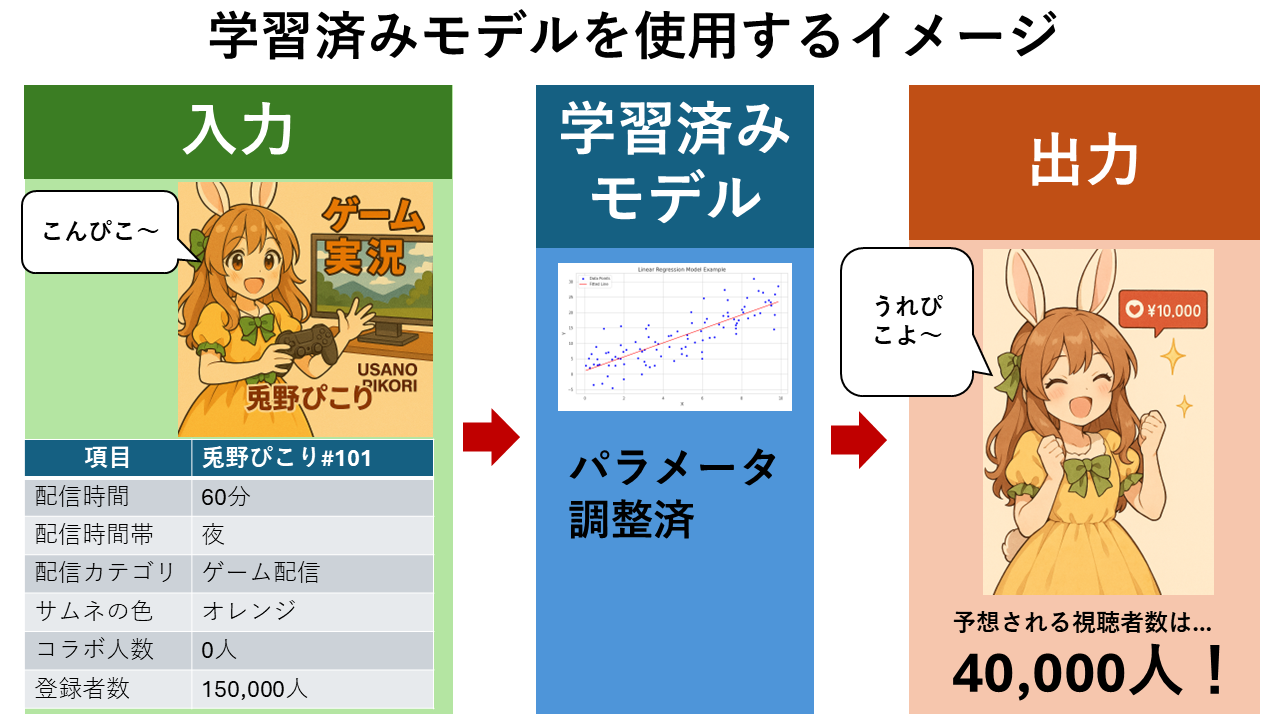 学習済みモデルを使用するイメージ
入力
こんぴこ～
ゲーム
実況
USANO
PIKORI
兎野ぴこり
項目 兎野ぴこり#101
配信時間 60分
配信時間帯 夜
配信カテゴリ ゲーム配信
サムネの色 オレンジ
コラボ人数 0人
登録者数 150,000人
学習済み
モデル
Linear Regression Model Example
Data Points
Fitted Line
パラメータ
調整済
出力
うれぴ
こよ～
¥10,000
予想される視聴者数は…
40,000人！